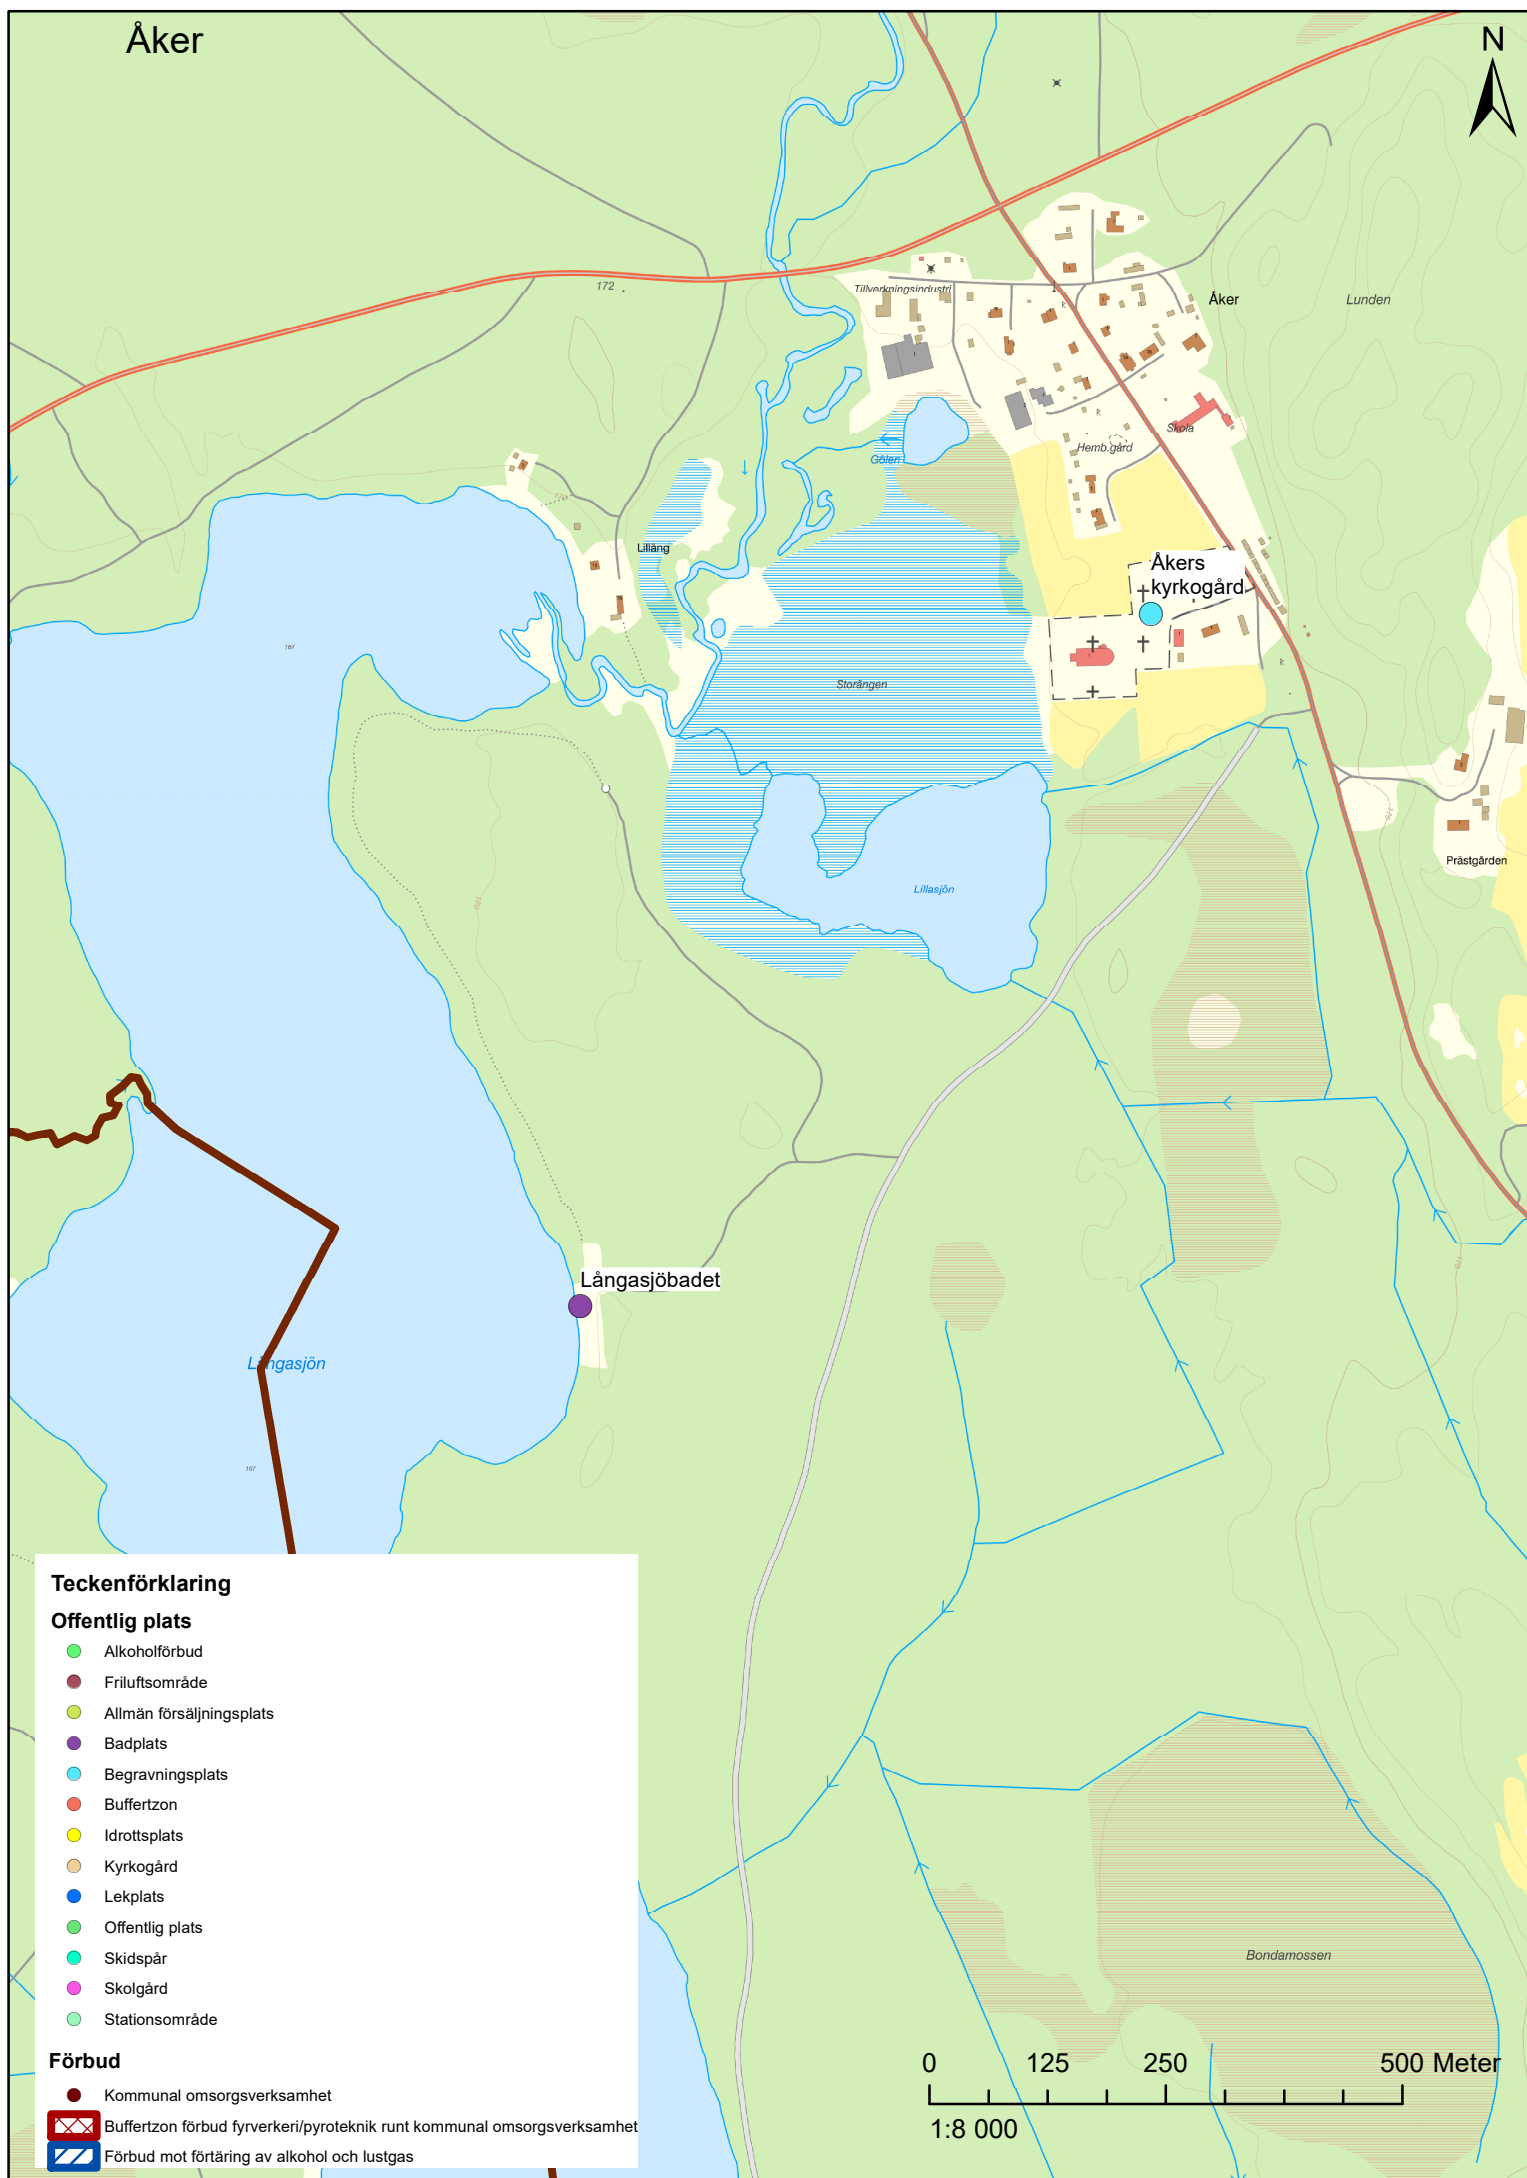 Åker
N
172
Tillverkningsindustri
Åker
Lunden
Skola
Hemb.gård
Gölen
Lillång
Åkers
kyrkogård
187
Storängen
Prästgården
Lillasjön
Långasjöbadet
Långasjön
187
Teckenförklaring
Offentlig plats
Alkoholförbud
Friluftsområde
Allmän försäljningsplats
Badplats
Begravningsplats
Buffertzon
Idrottsplats
Kyrkogård
Lekplats
Offentlig plats
Skidspår
Skolgård
Stationsområde
Förbud
Kommunal omsorgsverksamhet
Buffertzon förbud fyrverkeri/pyroteknik runt kommunal omsorgsverksamhet
Förbud mot förtäring av alkohol och lustgas
Bondamossen
0 125 250 500 Meter
1:8 000